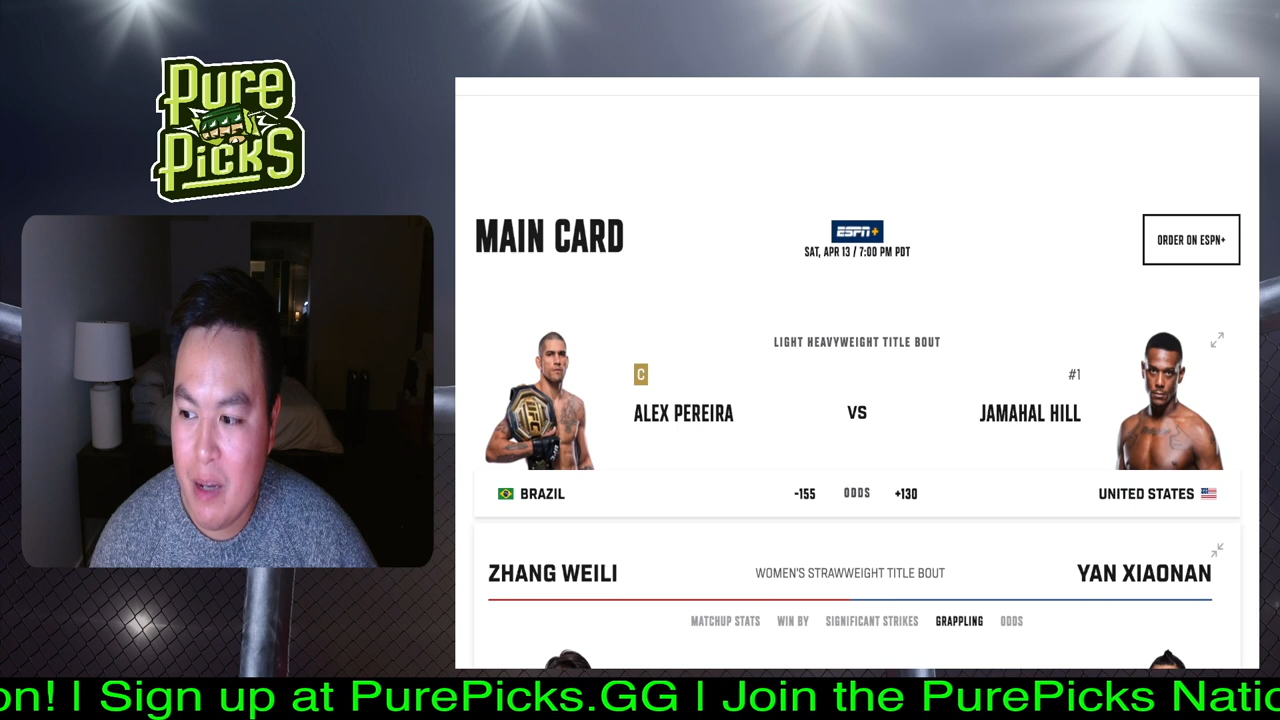 Pure
Picks
MAIN CARD
ESPN+
SAT, APR 13 / 7:00 PM PDT
ORDER ON ESPN+
LIGHT HEAVYWEIGHT TITLE BOUT
C
#1
ALEX PEREIRA
VS
JAMAHAL HILL
BRAZIL
-155
ODDS
+130
UNITED STATES
ZHANG WEILI
WOMEN'S STRAWWEIGHT TITLE BOUT
YAN XIAONAN
MATCHUP STATS
WIN BY
SIGNIFICANT STRIKES
GRAPPLING
ODDS
on! | Sign up at PurePicks.GG | Join the PurePicks Natio